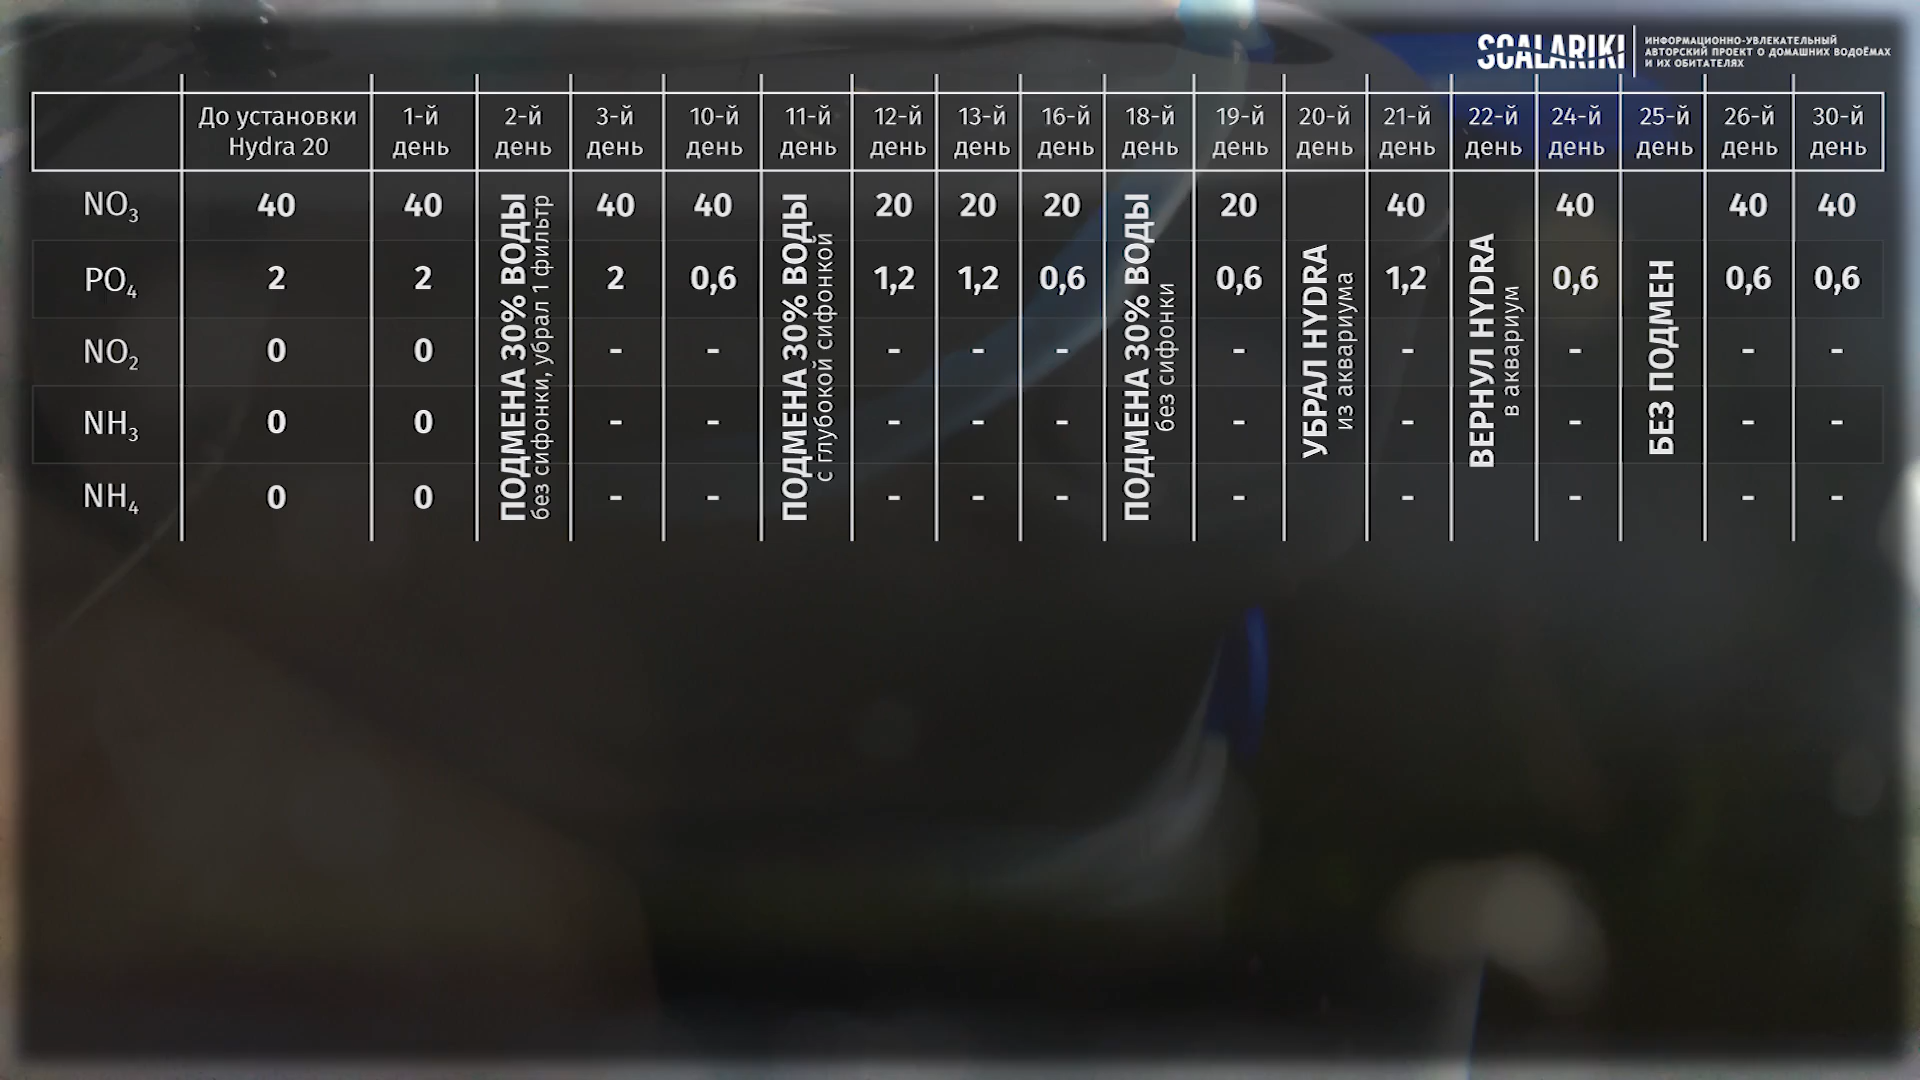 SCALARIKI
ИНФОРМАЦИОННО-УВЛЕКАТЕЛЬНЫЙ
АВТОРСКИЙ ПРОЕКТ О ДОМАШНИХ ВОДОЁМАХ
И ИХ ОБИТАТЕЛЯХ
До установки Hydra 20 1-й день 2-й день 3-й день 10-й день 11-й день 12-й день 13-й день 16-й день 18-й день 19-й день 20-й день 21-й день 22-й день 24-й день 25-й день 26-й день 30-й день
NO₃ 40 40 40 40 20 20 20 20 40 40 40 40
PO₄ 2 2 2 0,6 1,2 1,2 0,6 0,6 1,2 0,6 0,6 0,6
NO₂ 0 0 - - - - - - - - - -
NH₃ 0 0 - - - - - - - - - -
NH₄ 0 0 - - - - - - - - - -
ПОДМЕНА 30% ВОДЫ
без сифонки, убрал 1 фильтр
ПОДМЕНА 30% ВОДЫ
с глубокой сифонкой
ПОДМЕНА 30% ВОДЫ
без сифонки
УБРАЛ HYDRA
из аквариума
ВЕРНУЛ HYDRA
в аквариум
БЕЗ ПОДМЕН